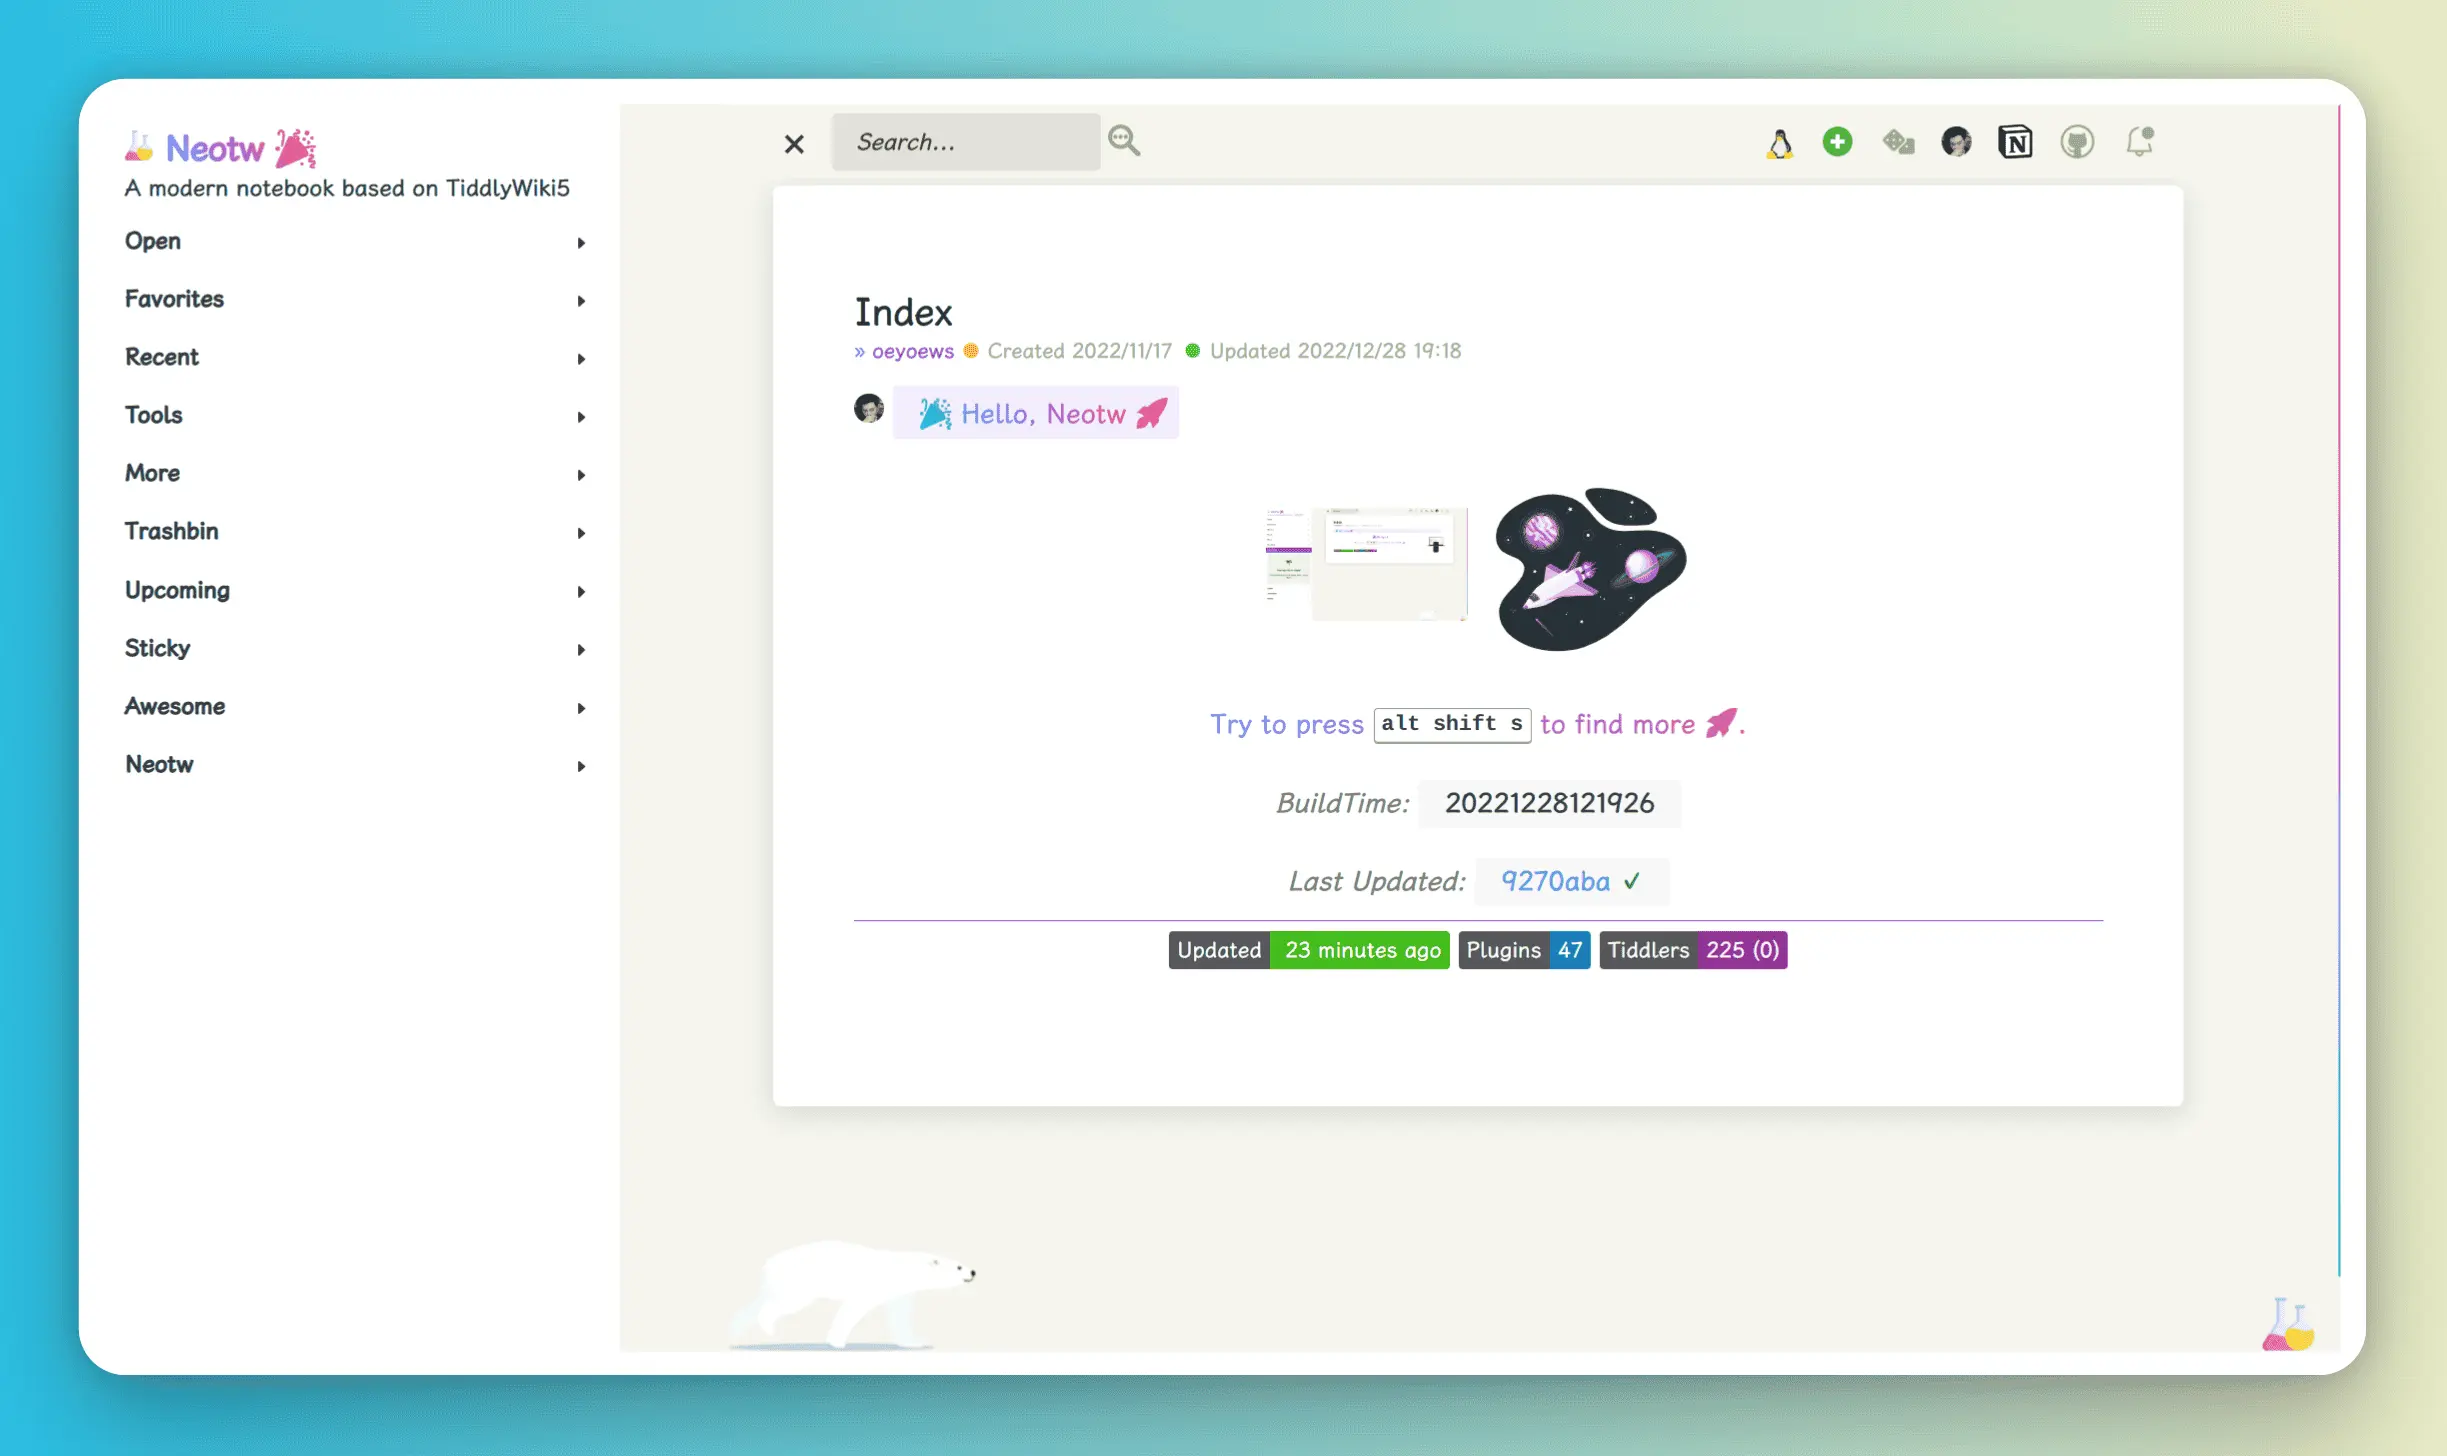 Neotw
A modern notebook based on TiddlyWiki5
Open
Favorites
Recent
Tools
More
Trashbin
Upcoming
Sticky
Awesome
Neotw
Search...
N
Index
» oeyoews Created 2022/11/17 Updated 2022/12/28 19:18
Hello, Neotw
Try to press alt shift s to find more .
BuildTime: 20221228121926
Last Updated: 9270aba ✓
Updated 23 minutes ago Plugins 47 Tiddlers 225 (0)